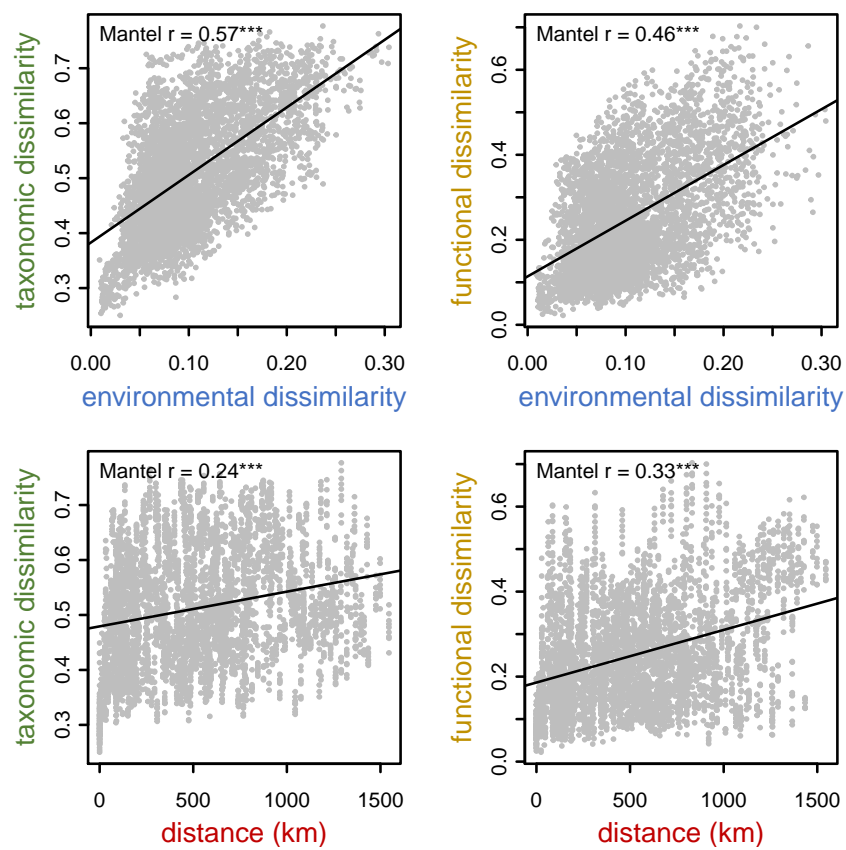 Mantel r = 0.57***
taxonomic dissimilarity
0.3 0.4 0.5 0.6 0.7
0.00 0.10 0.20 0.30
environmental dissimilarity
Mantel r = 0.46***
functional dissimilarity
0.0 0.2 0.4 0.6
0.00 0.10 0.20 0.30
environmental dissimilarity
Mantel r = 0.24***
taxonomic dissimilarity
0.3 0.4 0.5 0.6 0.7
0 500 1000 1500
distance (km)
Mantel r = 0.33***
functional dissimilarity
0.0 0.2 0.4 0.6
0 500 1000 1500
distance (km)